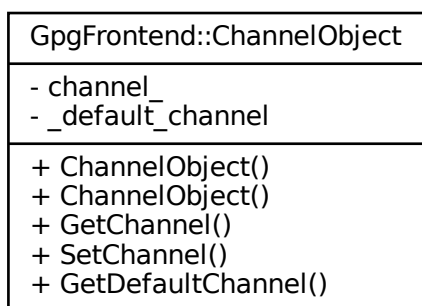 GpgFrontend::ChannelObject
- channel_
- _default_channel
+ ChannelObject()
+ ChannelObject()
+ GetChannel()
+ SetChannel()
+ GetDefaultChannel()